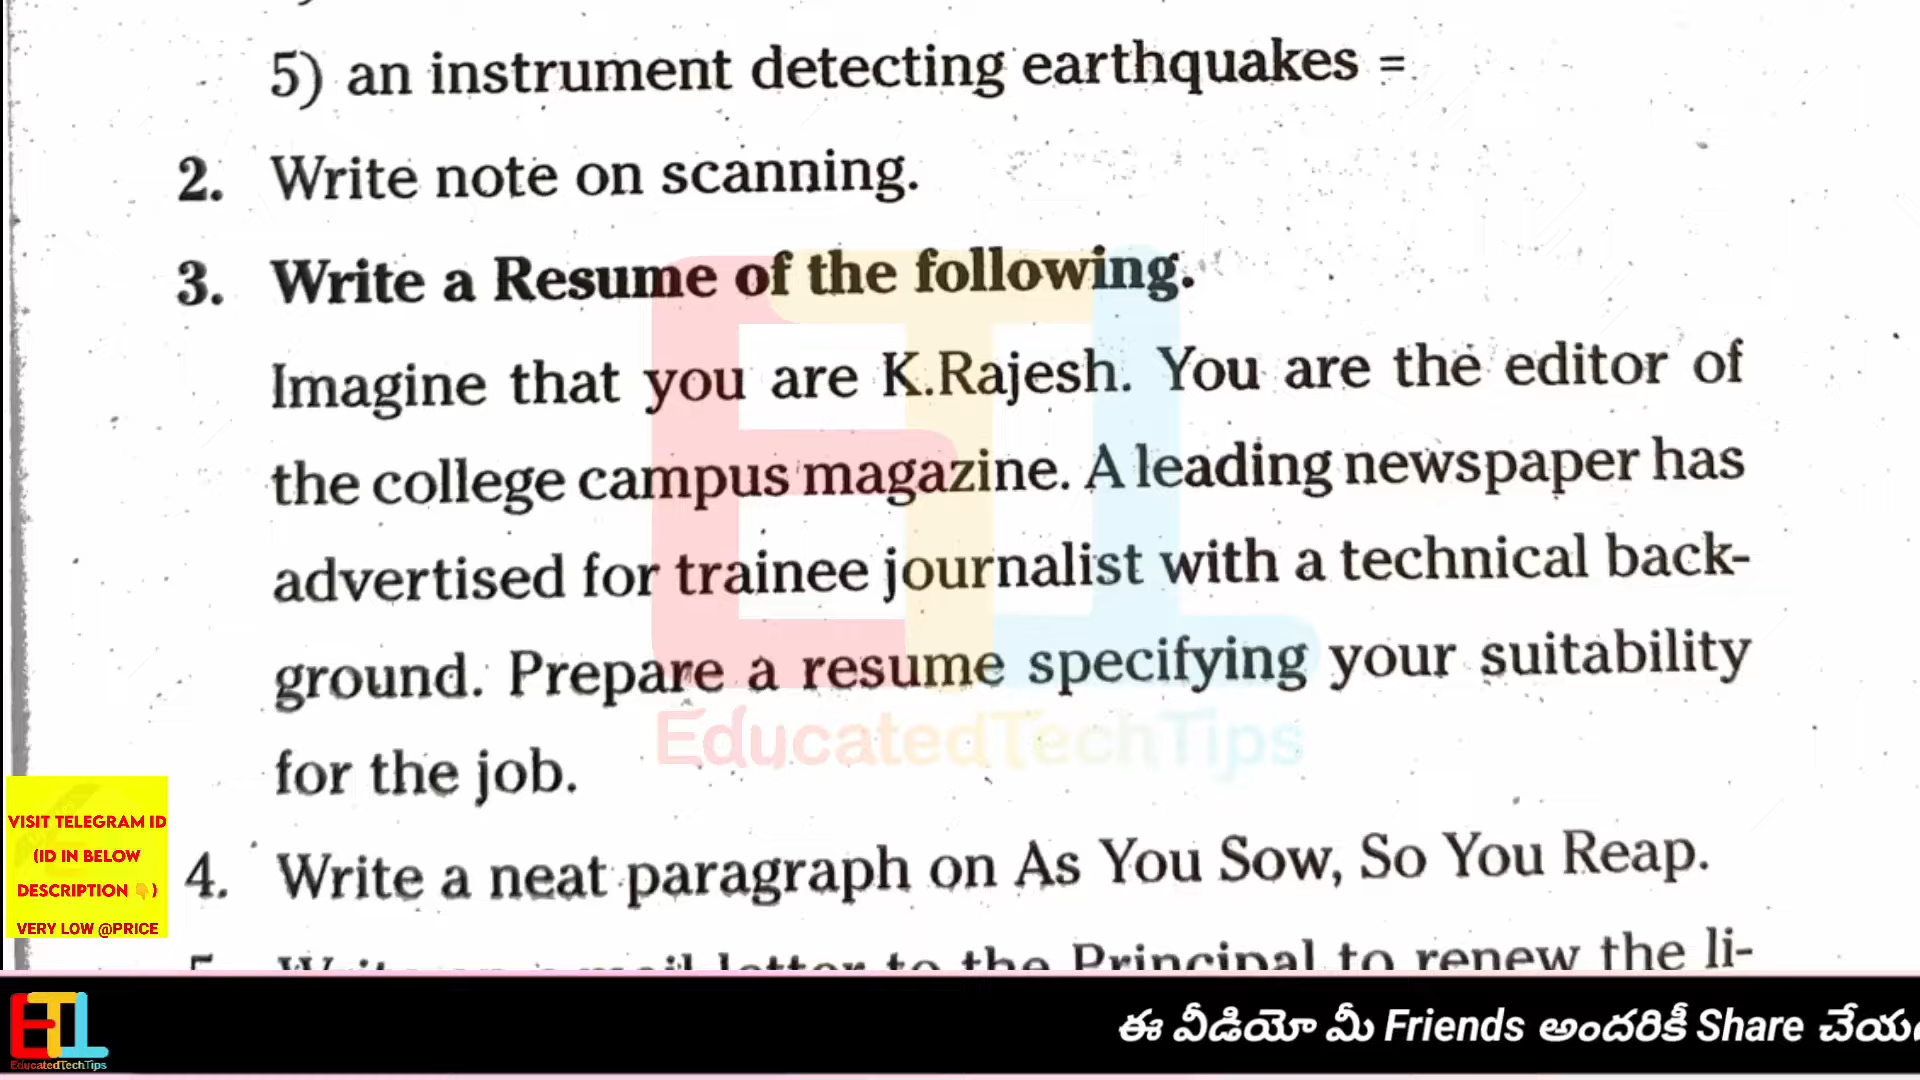 5) an instrument detecting earthquakes =
2. Write note on scanning.
3. Write a Resume of the following.
Imagine that you are K.Rajesh. You are the editor of
the college campus magazine. A leading newspaper has
advertised for trainee journalist with a technical back-
ground. Prepare a resume specifying your suitability
for the job.
EducatedTechTips
4. Write a neat paragraph on As You Sow, So You Reap.
5. Write an e-mail letter to the Principal to renew the li-
VISIT TELEGRAM ID
(ID IN BELOW
DESCRIPTION 👇)
VERY LOW @PRICE
ETT
EducatedTechTips
ఈ వీడియో మీ Friends అందరికీ Share చేయ